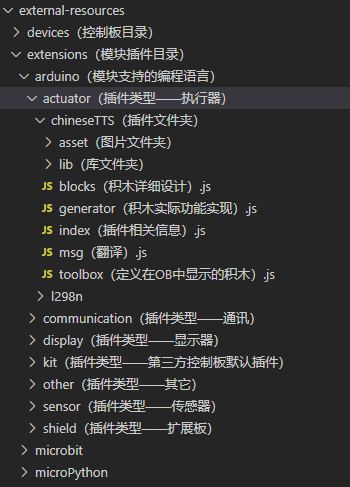 external-resources
devices（控制板目录）
extensions（模块插件目录）
arduino（模块支持的编程语言）
actuator（插件类型——执行器）
chineseTTS（插件文件夹）
asset（图片文件夹）
lib（库文件夹）
JS blocks（积木详细设计）.js
JS generator（积木实际功能实现）.js
JS index（插件相关信息）.js
JS msg（翻译）.js
JS toolbox（定义在OB中显示的积木）.js
l298n
communication（插件类型——通讯）
display（插件类型——显示器）
kit（插件类型——第三方控制板默认插件）
other（插件类型——其它）
sensor（插件类型——传感器）
shield（插件类型——扩展板）
microbit
microPython